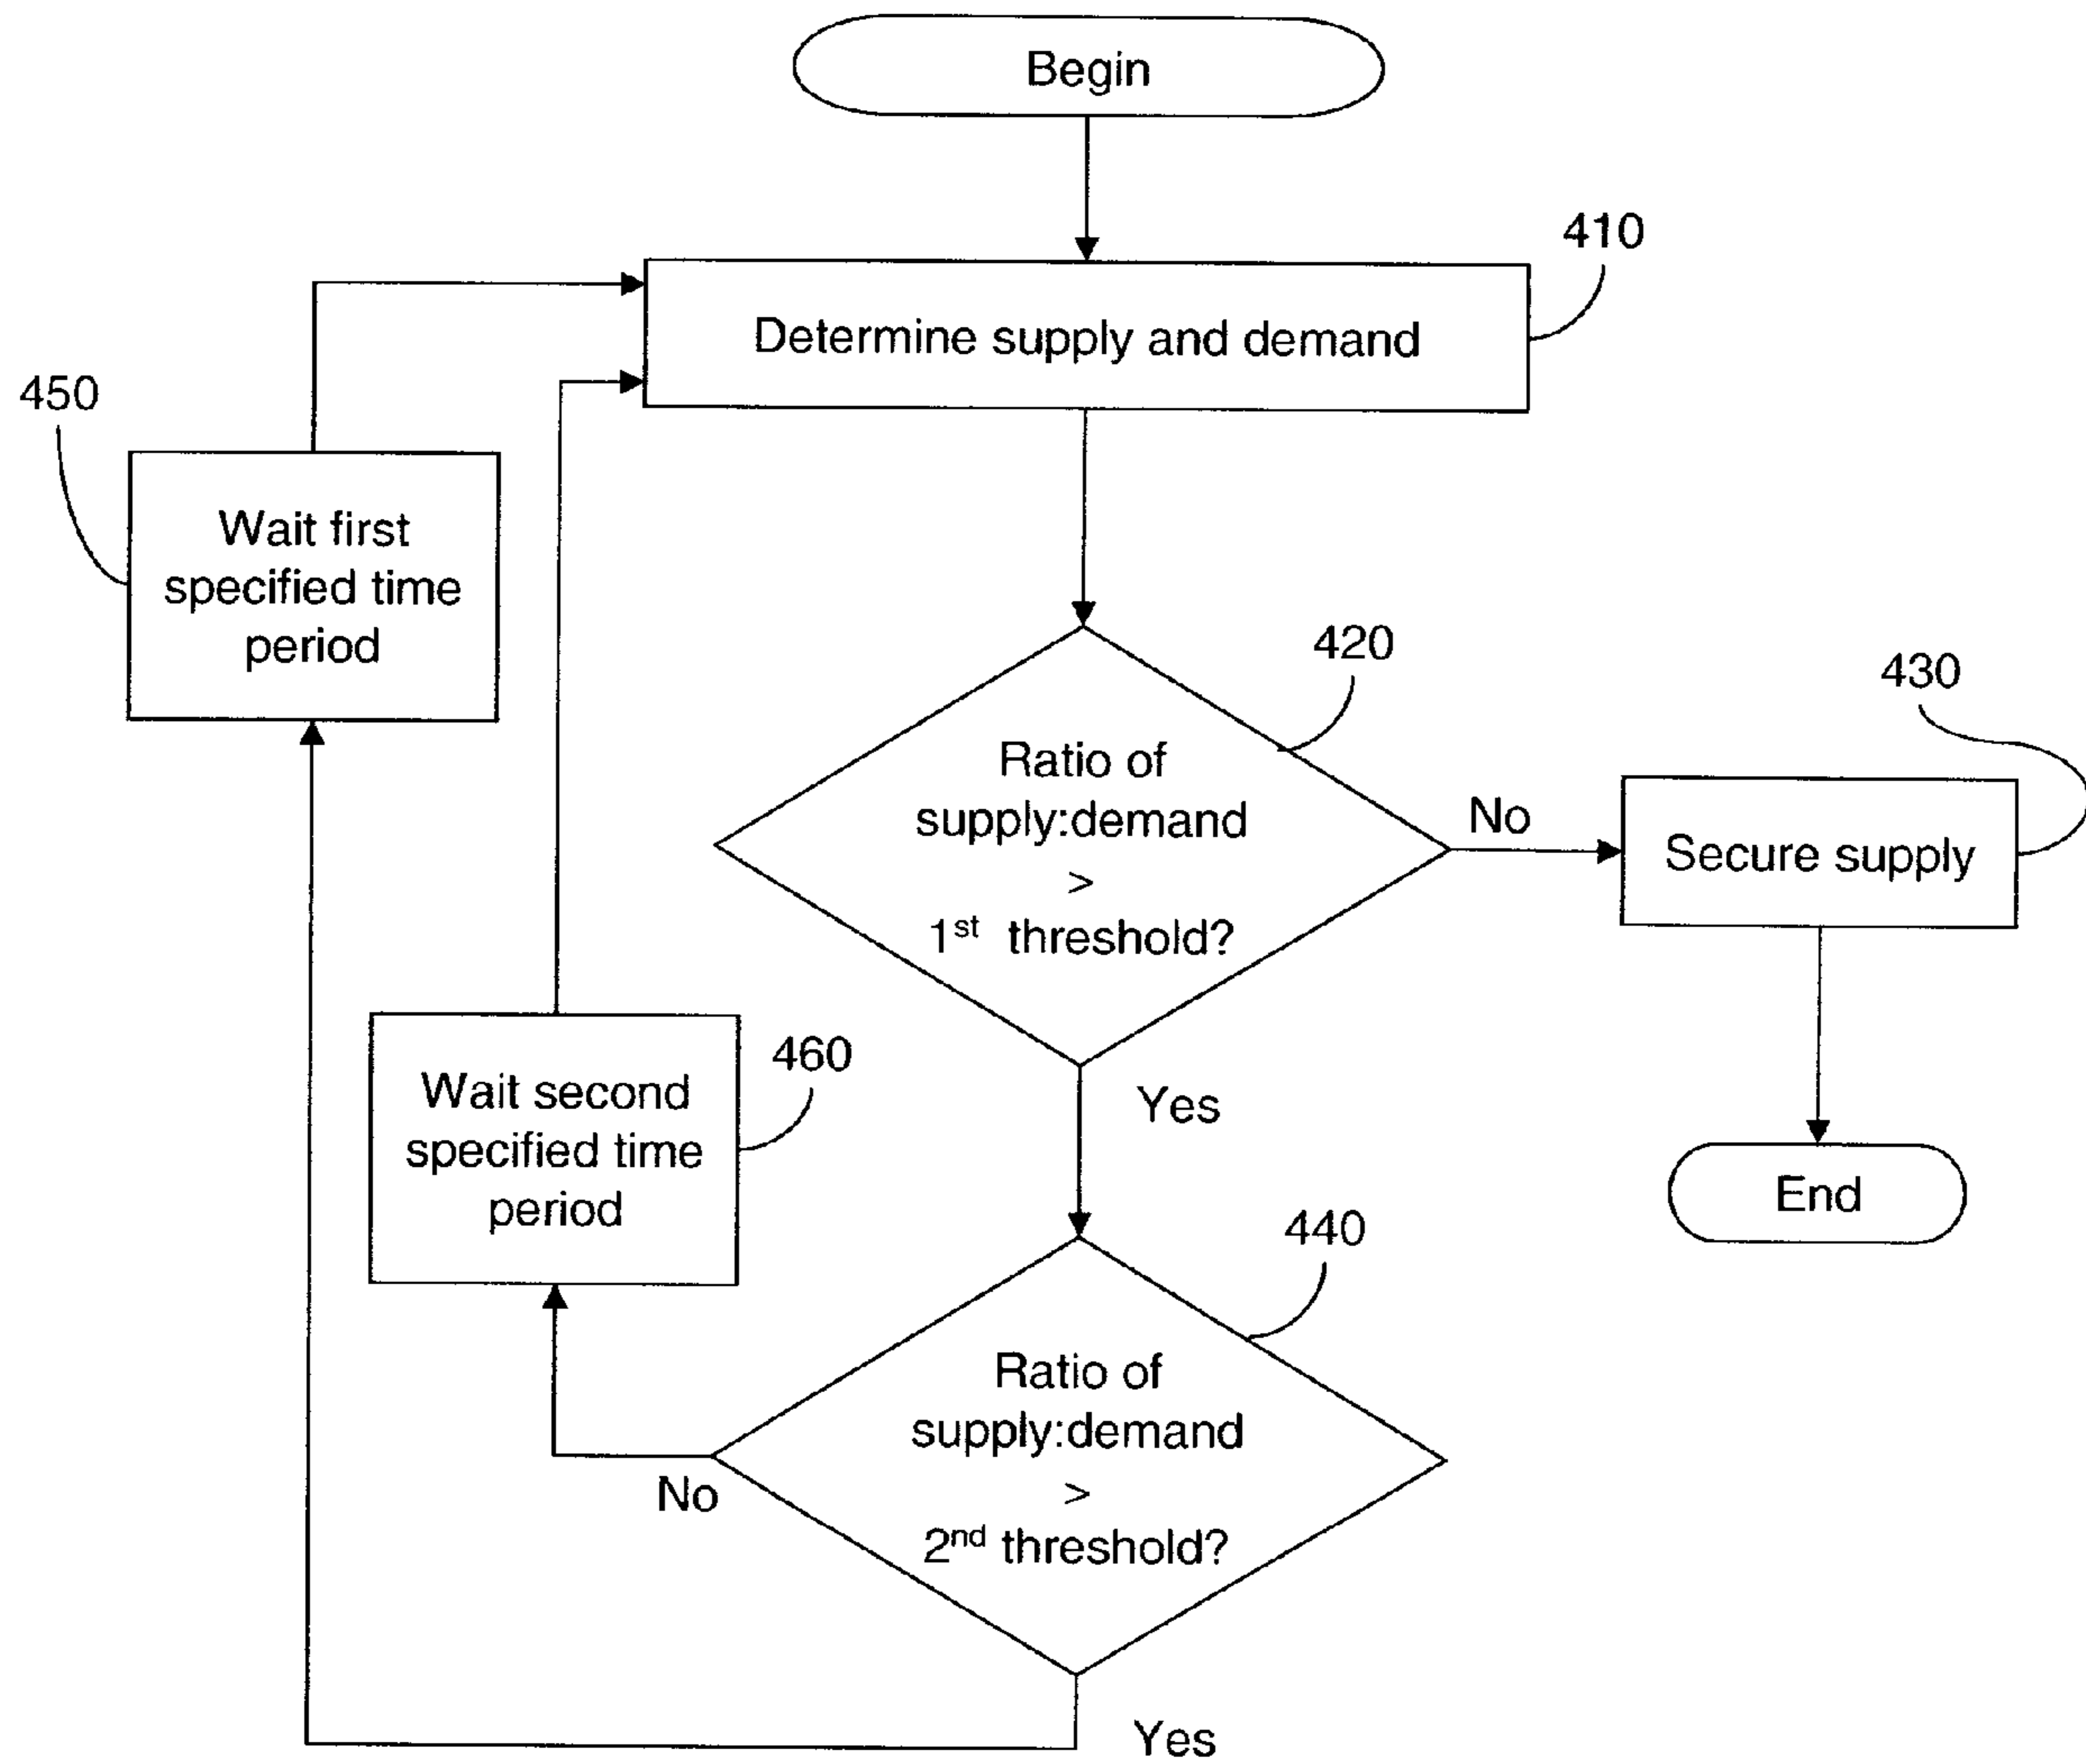 Begin
410
Determine supply and demand
450
Wait first
specified time
period
420
Ratio of
supply:demand
>
1st threshold?
No
430
Secure supply
Yes
460
Wait second
specified time
period
End
440
Ratio of
supply:demand
>
2nd threshold?
No
Yes